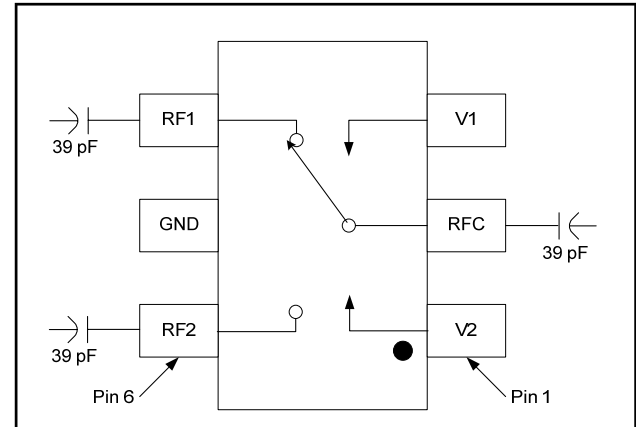 RF1
V1
39 pF
GND
RFC
39 pF
RF2
V2
39 pF
Pin 6
Pin 1